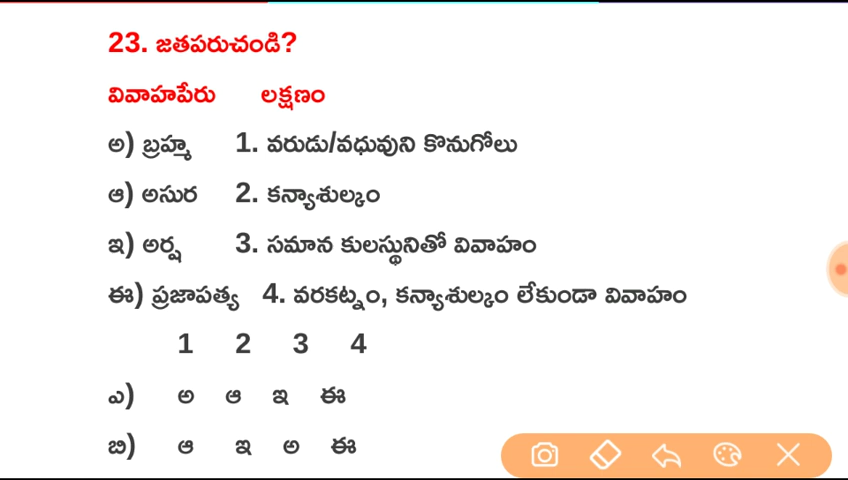 23. జతపరుచండి?
వివాహపేరు లక్షణం
అ) బ్రహ్మ 1. వరుడు/వధువుని కొనుగోలు
ఆ) అసుర 2. కన్యాశుల్కం
ఇ) అర్ష 3. సమాన కులస్థునితో వివాహం
ఈ) ప్రజాపత్య 4. వరకట్నం, కన్యాశుల్కం లేకుండా వివాహం
1 2 3 4
ఎ) అ ఆ ఇ ఈ
బి) ఆ ఇ అ ఈ